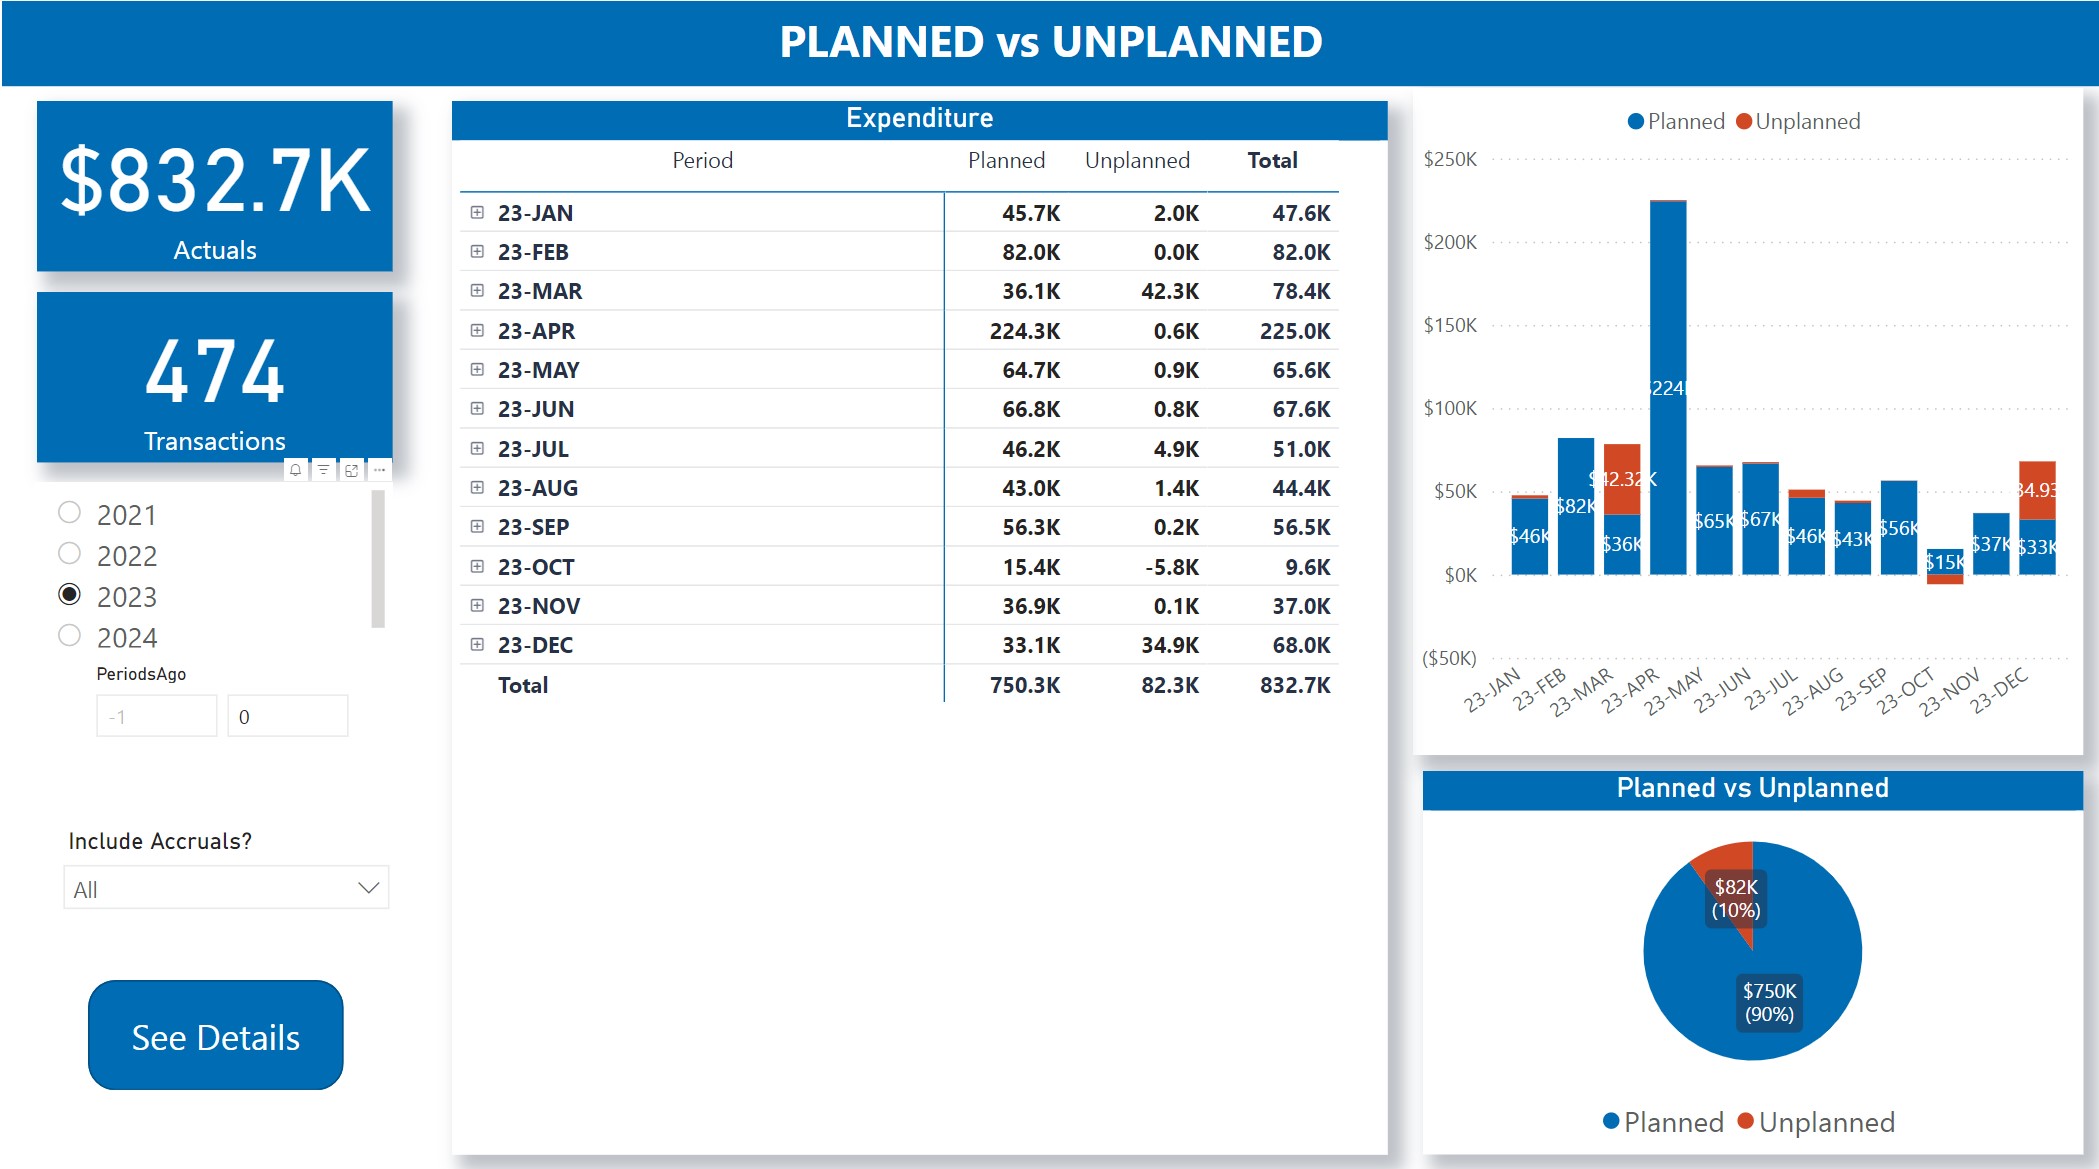 PLANNED vs UNPLANNED
$832.7K
Actuals
474
Transactions
2021
2022
2023
2024
PeriodsAgo
-1 0
Include Accruals?
All
See Details
Expenditure
Period Planned Unplanned Total
23-JAN 45.7K 2.0K 47.6K
23-FEB 82.0K 0.0K 82.0K
23-MAR 36.1K 42.3K 78.4K
23-APR 224.3K 0.6K 225.0K
23-MAY 64.7K 0.9K 65.6K
23-JUN 66.8K 0.8K 67.6K
23-JUL 46.2K 4.9K 51.0K
23-AUG 43.0K 1.4K 44.4K
23-SEP 56.3K 0.2K 56.5K
23-OCT 15.4K -5.8K 9.6K
23-NOV 36.9K 0.1K 37.0K
23-DEC 33.1K 34.9K 68.0K
Total 750.3K 82.3K 832.7K
Planned Unplanned
$250K
$200K
$150K
$100K
$50K
$0K
($50K)
$46K $82K $42.32K $36K 224 $65K $67K $46K $43K $56K $15K $37K 34.93 $33K
23-JAN 23-FEB 23-MAR 23-APR 23-MAY 23-JUN 23-JUL 23-AUG 23-SEP 23-OCT 23-NOV 23-DEC
Planned vs Unplanned
$82K
(10%)
$750K
(90%)
Planned Unplanned